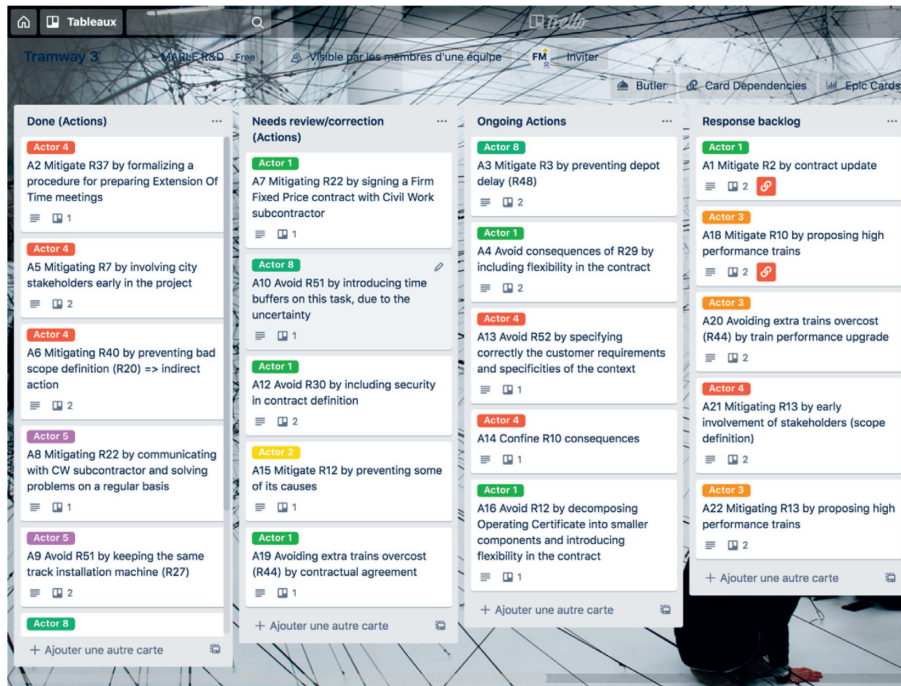 Tableaux
Trello
Tramway 3
MARLE R&D Free
Visible par les membres d'une équipe
FM
Inviter
Butler
Card Dependencies
Epic Cards
Done (Actions)
Actor 4
A2 Mitigate R37 by formalizing a
procedure for preparing Extension Of
Time meetings
1
Actor 4
A5 Mitigating R7 by involving city
stakeholders early in the project
2
Actor 4
A6 Mitigating R40 by preventing bad
scope definition (R20) => indirect
action
2
Actor 5
A8 Mitigating R22 by communicating
with CW subcontractor and solving
problems on a regular basis
1
Actor 5
A9 Avoid R51 by keeping the same
track installation machine (R27)
2
Actor 8
+ Ajouter une autre carte
Needs review/correction
(Actions)
Actor 1
A7 Mitigating R22 by signing a Firm
Fixed Price contract with Civil Work
subcontractor
1
Actor 8
A10 Avoid R51 by introducing time
buffers on this task, due to the
uncertainty
1
Actor 1
A12 Avoid R30 by including security
in contract definition
2
Actor 2
A15 Mitigate R12 by preventing some
of its causes
1
Actor 1
A19 Avoiding extra trains overcost
(R44) by contractual agreement
1
+ Ajouter une autre carte
Ongoing Actions
Actor 8
A3 Mitigate R3 by preventing depot
delay (R48)
2
Actor 1
A4 Avoid consequences of R29 by
including flexibility in the contract
2
Actor 4
A13 Avoid R52 by specifying
correctly the customer requirements
and specificities of the context
1
Actor 4
A14 Confine R10 consequences
1
Actor 1
A16 Avoid R12 by decomposing
Operating Certificate into smaller
components and introducing
flexibility in the contract
1
+ Ajouter une autre carte
Response backlog
Actor 1
A1 Mitigate R2 by contract update
2
Actor 3
A18 Mitigate R10 by proposing high
performance trains
2
Actor 3
A20 Avoiding extra trains overcost
(R44) by train performance upgrade
2
Actor 4
A21 Mitigating R13 by early
involvement of stakeholders (scope
definition)
2
Actor 3
A22 Mitigating R13 by proposing high
performance trains
2
+ Ajouter une autre carte